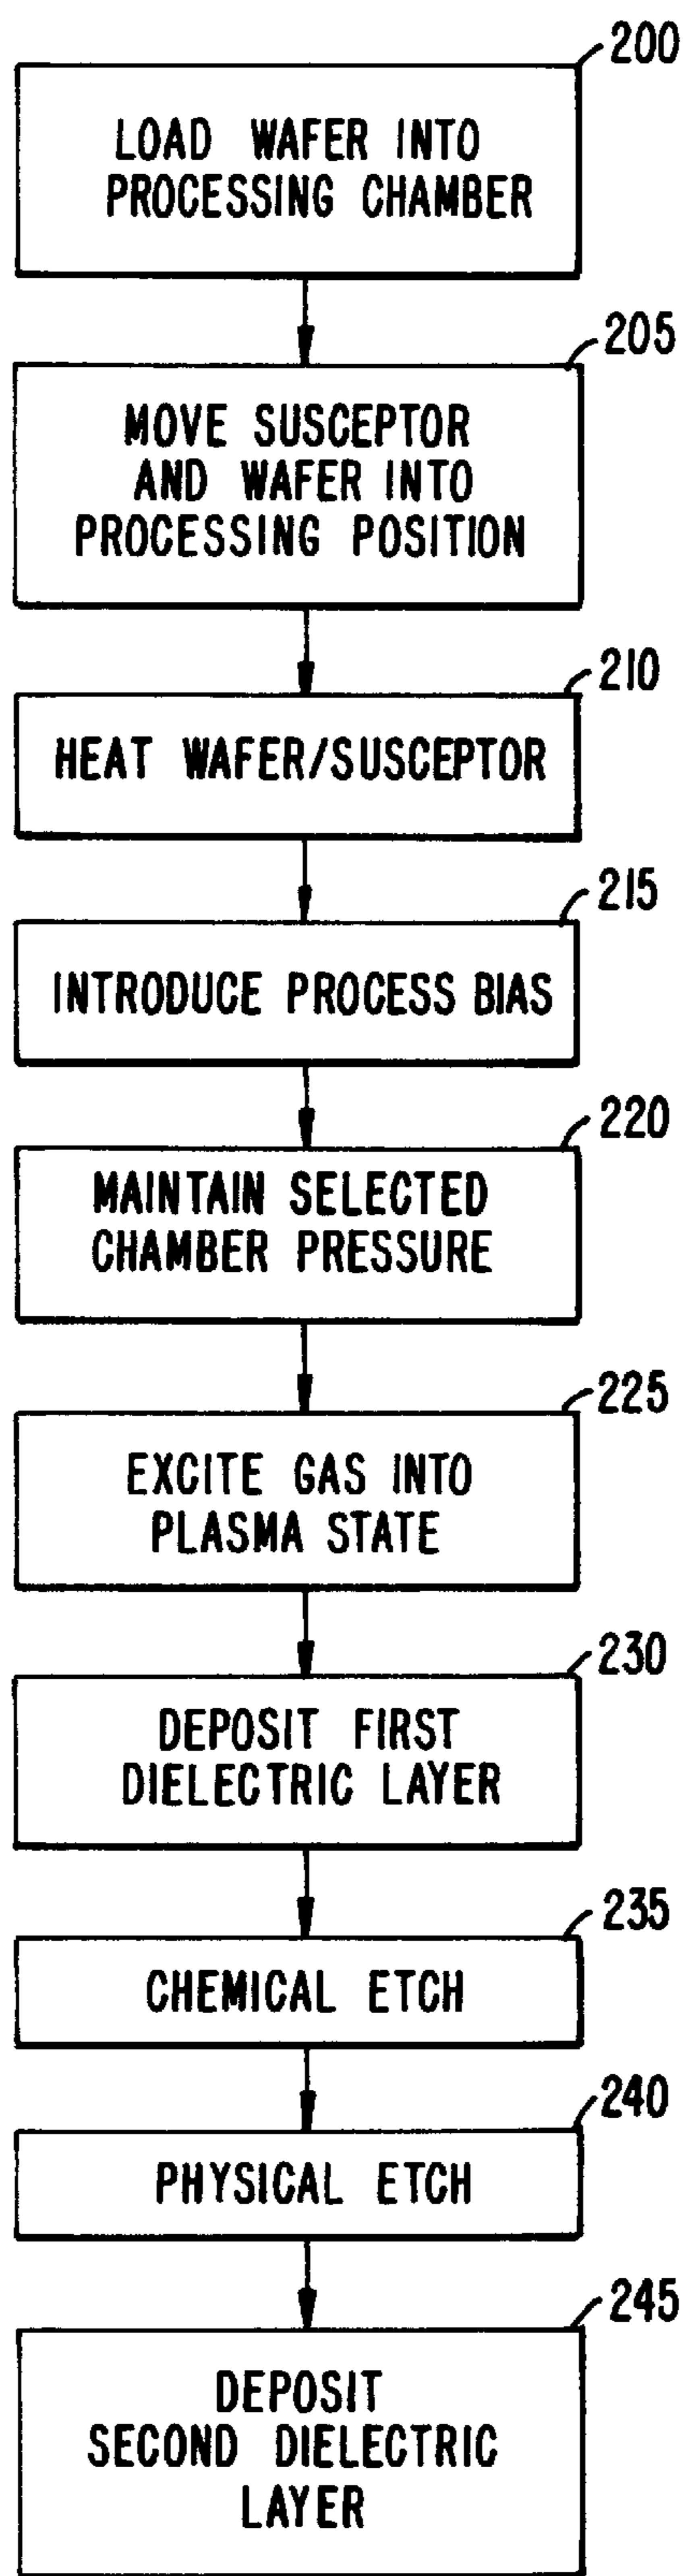 200
LOAD WAFER INTO
PROCESSING CHAMBER
205
MOVE SUSCEPTOR
AND WAFER INTO
PROCESSING POSITION
210
HEAT WAFER/SUSCEPTOR
215
INTRODUCE PROCESS BIAS
220
MAINTAIN SELECTED
CHAMBER PRESSURE
225
EXCITE GAS INTO
PLASMA STATE
230
DEPOSIT FIRST
DIELECTRIC LAYER
235
CHEMICAL ETCH
240
PHYSICAL ETCH
245
DEPOSIT
SECOND DIELECTRIC
LAYER